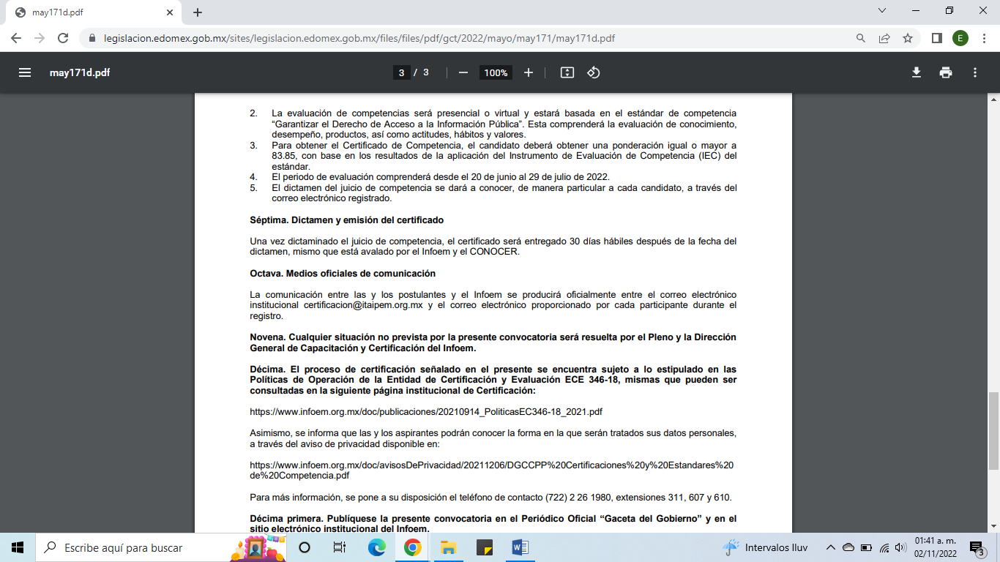 may171d.pdf
legislacion.edomex.gob.mx/sites/legislacion.edomex.gob.mx/files/files/pdf/gct/2022/mayo/may171/may171d.pdf
E
may171d.pdf
3 / 3
100%
2. La evaluación de competencias será presencial o virtual y estará basada en el estándar de competencia
“Garantizar el Derecho de Acceso a la Información Pública”. Esta comprenderá la evaluación de conocimiento,
desempeño, productos, así como actitudes, hábitos y valores.
3. Para obtener el Certificado de Competencia, el candidato deberá obtener una ponderación igual o mayor a
83.85, con base en los resultados de la aplicación del Instrumento de Evaluación de Competencia (IEC) del
estándar.
4. El periodo de evaluación comprenderá desde el 20 de junio al 29 de julio de 2022.
5. El dictamen del juicio de competencia se dará a conocer, de manera particular a cada candidato, a través del
correo electrónico registrado.
Séptima. Dictamen y emisión del certificado
Una vez dictaminado el juicio de competencia, el certificado será entregado 30 días hábiles después de la fecha del
dictamen, mismo que está avalado por el Infoem y el CONOCER.
Octava. Medios oficiales de comunicación
La comunicación entre las y los postulantes y el Infoem se producirá oficialmente entre el correo electrónico
institucional certificacion@itaipem.org.mx y el correo electrónico proporcionado por cada participante durante el
registro.
Novena. Cualquier situación no prevista por la presente convocatoria será resuelta por el Pleno y la Dirección
General de Capacitación y Certificación del Infoem.
Décima. El proceso de certificación señalado en el presente se encuentra sujeto a lo estipulado en las
Políticas de Operación de la Entidad de Certificación y Evaluación ECE 346-18, mismas que pueden ser
consultadas en la siguiente página institucional de Certificación:
https://www.infoem.org.mx/doc/publicaciones/20210914_PoliticasEC346-18_2021.pdf
Asimismo, se informa que las y los aspirantes podrán conocer la forma en la que serán tratados sus datos personales,
a través del aviso de privacidad disponible en:
https://www.infoem.org.mx/doc/avisosDePrivacidad/20211206/DGCCPP%20Certificaciones%20y%20Estandares%20
de%20Competencia.pdf
Para más información, se pone a su disposición el teléfono de contacto (722) 2 26 1980, extensiones 311, 607 y 610.
Décima primera. Publíquese la presente convocatoria en el Periódico Oficial “Gaceta del Gobierno” y en el
sitio electrónico institucional del Infoem.
Escribe aquí para buscar
Intervalos lluv
01:41 a. m.
02/11/2022
3